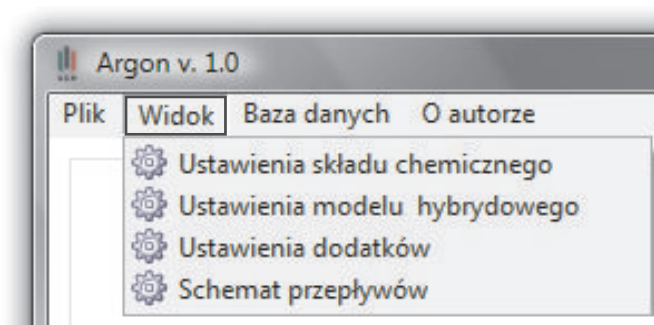 Argon v. 1.0
Plik Widok Baza danych O autorze
Ustawienia składu chemicznego
Ustawienia modelu hybrydowego
Ustawienia dodatków
Schemat przepływów